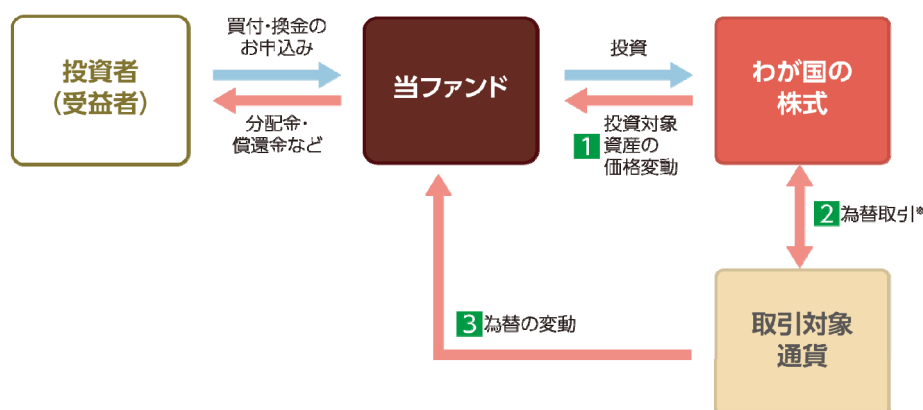 投資者
（受益者）
買付・換金の
お申込み
分配金・
償還金など
当ファンド
投資
1 投資対象
資産の
価格変動
わが国の
株式
2 為替取引※
3 為替の変動
取引対象
通貨